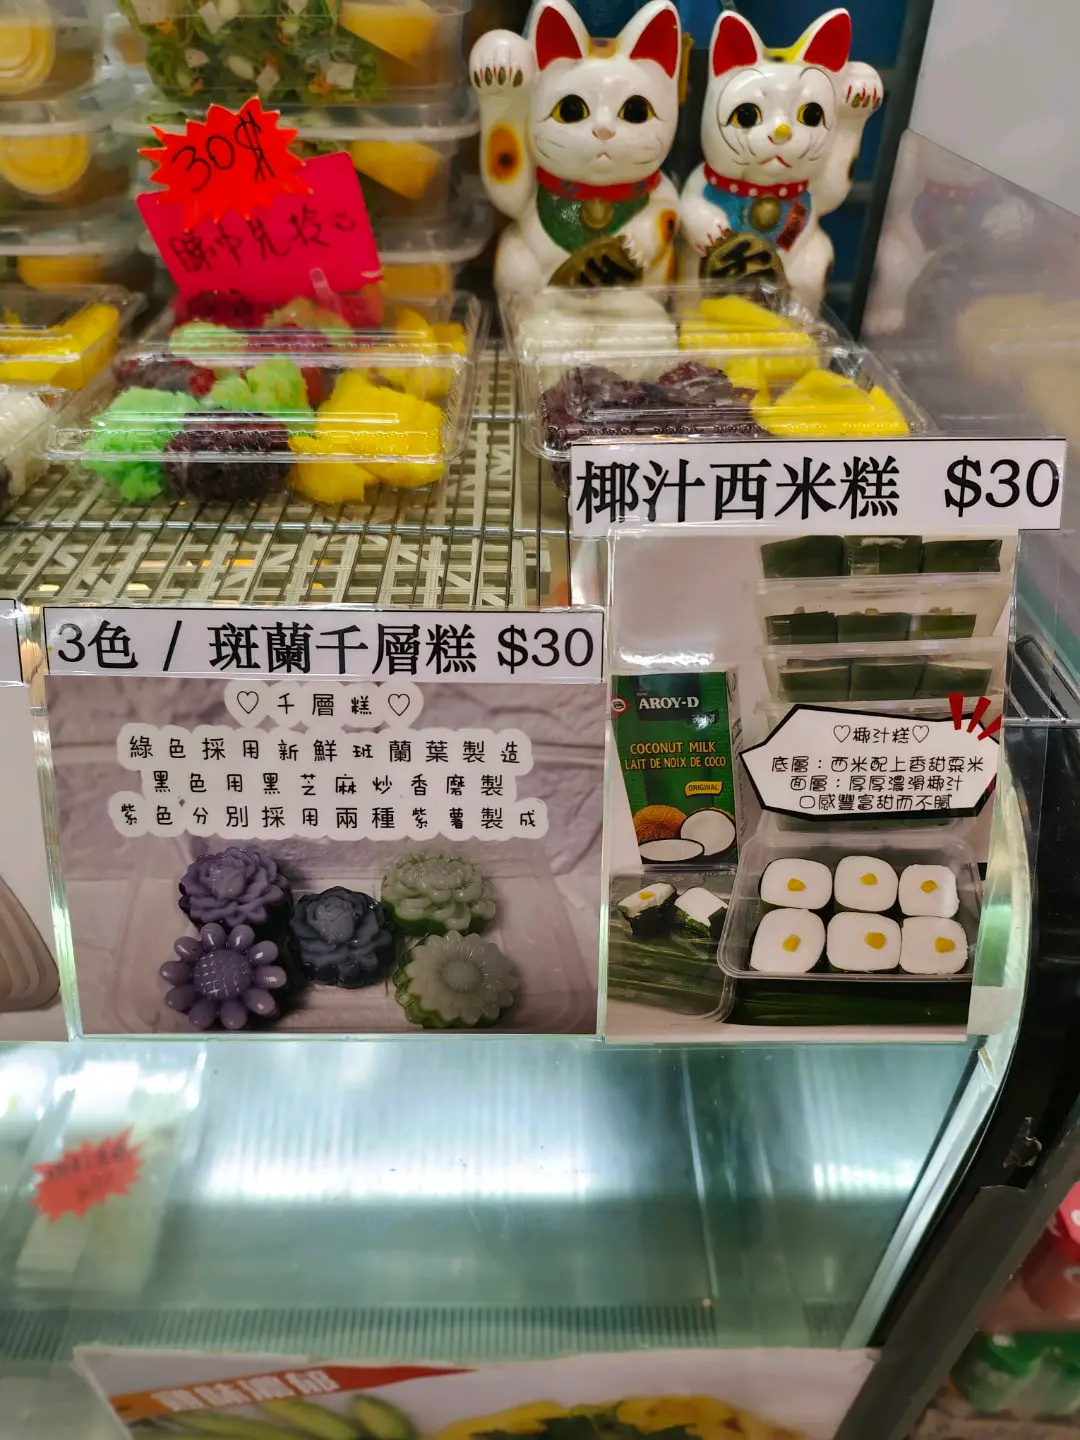 30$
睇中先拎心
椰汁西米糕 $30
3色 / 斑蘭千層糕 $30
♡千層糕♡
綠色採用新鮮斑蘭葉製造
黑色用黑芝麻炒香磨製
紫色分別採用兩種紫薯製成
AROY-D
COCONUT MILK
LAIT DE NOIX DE COCO
ORIGINAL
♡椰汁糕♡
底層：西米配上香甜粟米
面層：厚厚濃滑椰汁
口感豐富甜而不膩